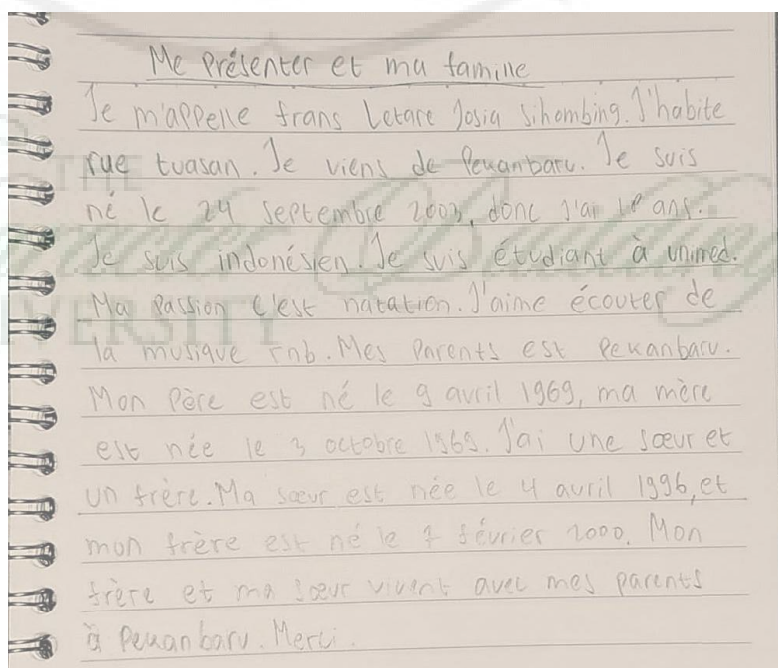 Me Présenter et ma famille
Je m'appelle frans Letare Josia Sihombing. J'habite
rue tuasan. Je viens de Pekanbaru. Je suis
né le 24 Septembre 2003, donc j'ai ans.
Je suis indonésien. Je suis étudiant à unimed.
Ma Passion c'est natation. J'aime écouter de
la musique rnb. Mes Parents est Pekanbaru.
Mon Père est né le 9 avril 1969, ma mère
est née le 3 octobre 1969. J'ai une sœur et
un frère. Ma sœur est née le 4 avril 1996, et
mon frère est né le 7 février 2000. Mon
frère et ma sœur vivent avec mes parents
à Pekanbaru. Merci.
THE
UNIVERSITY